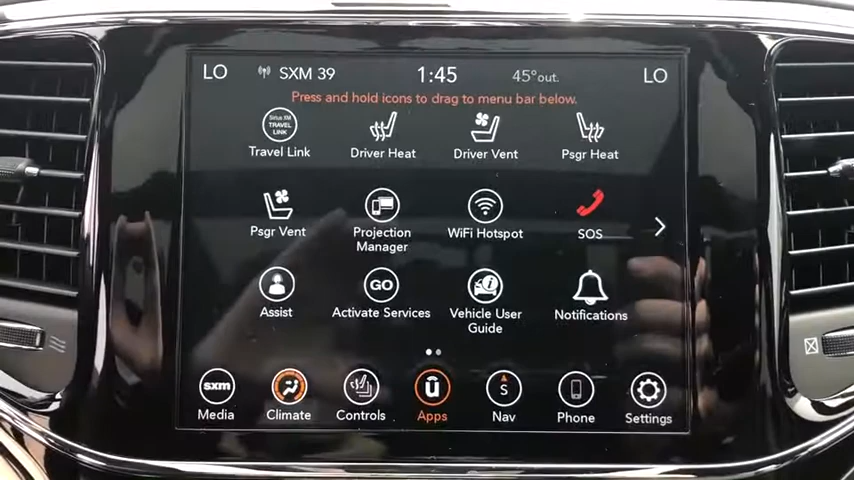 LO SXM 39 1:45 45°out. LO
Press and hold icons to drag to menu bar below.
Sirius XM
TRAVEL
LINK
Travel Link Driver Heat Driver Vent Psgr Heat
Psgr Vent Projection Manager WiFi Hotspot SOS
GO
Assist Activate Services Vehicle User Guide Notifications
sxm S
Media Climate Controls Apps Nav Phone Settings